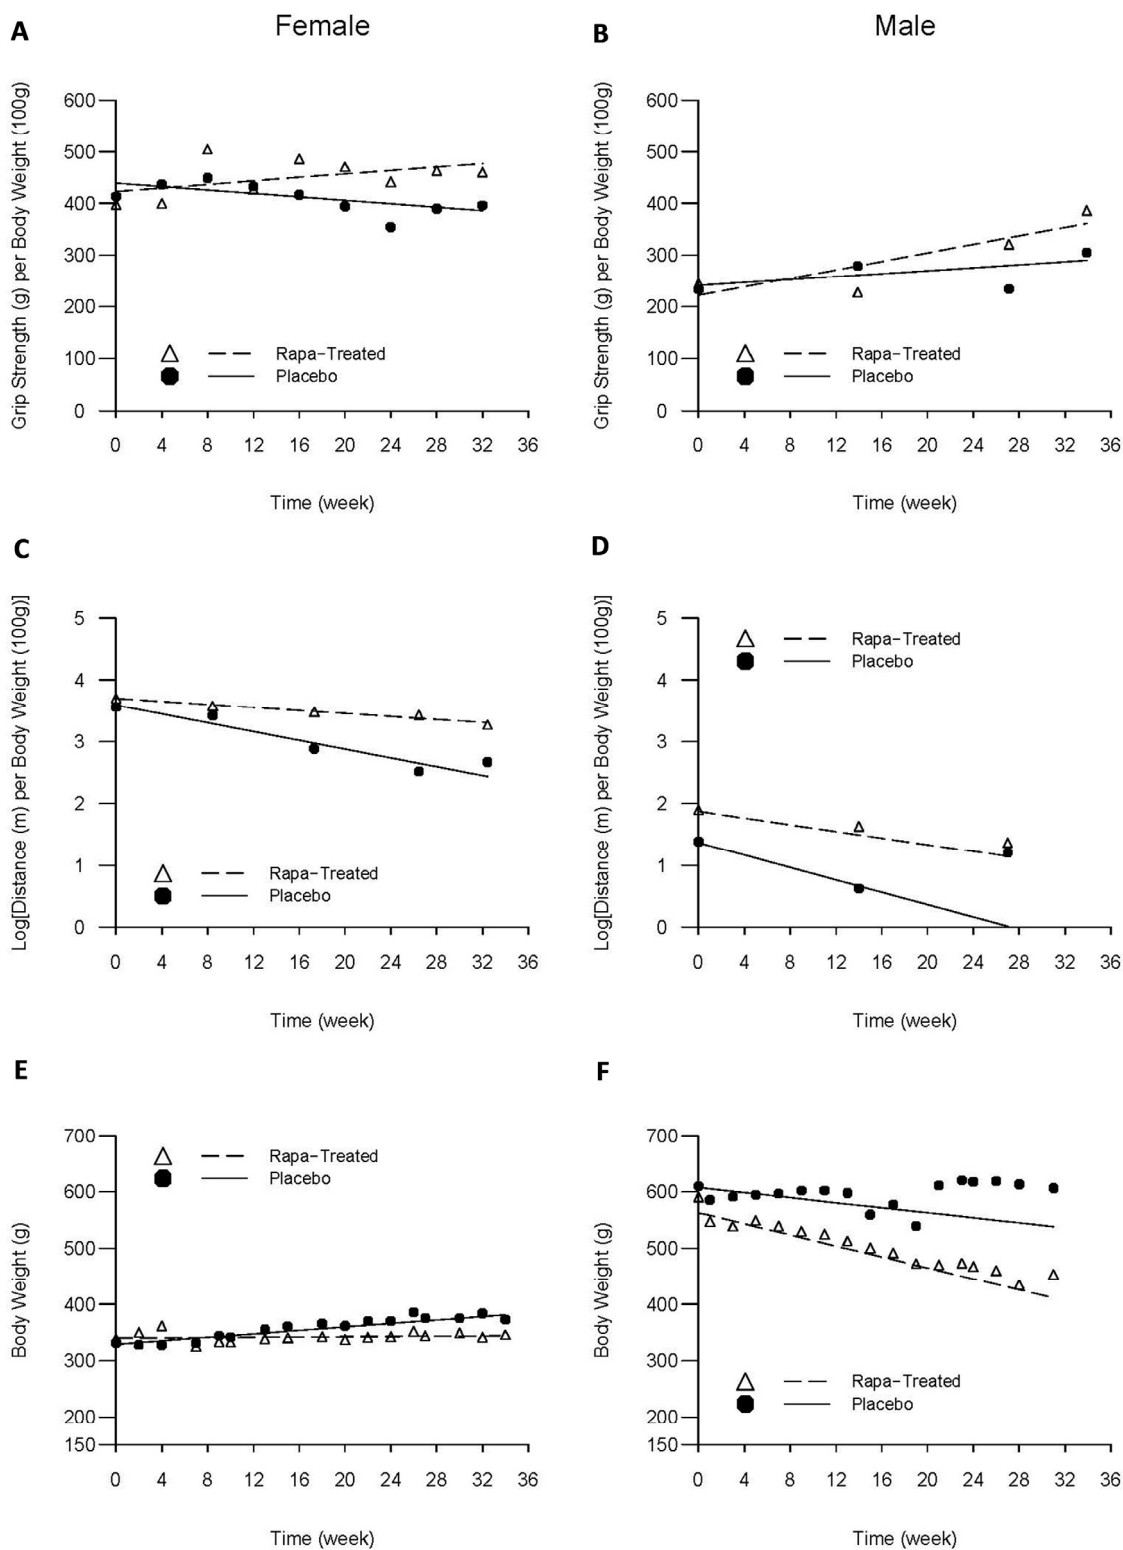 Female
Male
A
Grip Strength (g) per Body Weight (100g)
600
500
400
300
200
100
0
Rapa-Treated
Placebo
0 4 8 12 16 20 24 28 32 36
Time (week)
B
Grip Strength (g) per Body Weight (100g)
600
500
400
300
200
100
0
Rapa-Treated
Placebo
0 4 8 12 16 20 24 28 32 36
Time (week)
C
Log[Distance (m) per Body Weight (100g)]
5
4
3
2
1
0
Rapa-Treated
Placebo
0 4 8 12 16 20 24 28 32 36
Time (week)
D
Log[Distance (m) per Body Weight (100g)]
5
4
3
2
1
0
Rapa-Treated
Placebo
0 4 8 12 16 20 24 28 32 36
Time (week)
E
Body Weight (g)
700
600
500
400
300
200
150
Rapa-Treated
Placebo
0 4 8 12 16 20 24 28 32 36
Time (week)
F
Body Weight (g)
700
600
500
400
300
200
150
Rapa-Treated
Placebo
0 4 8 12 16 20 24 28 32 36
Time (week)